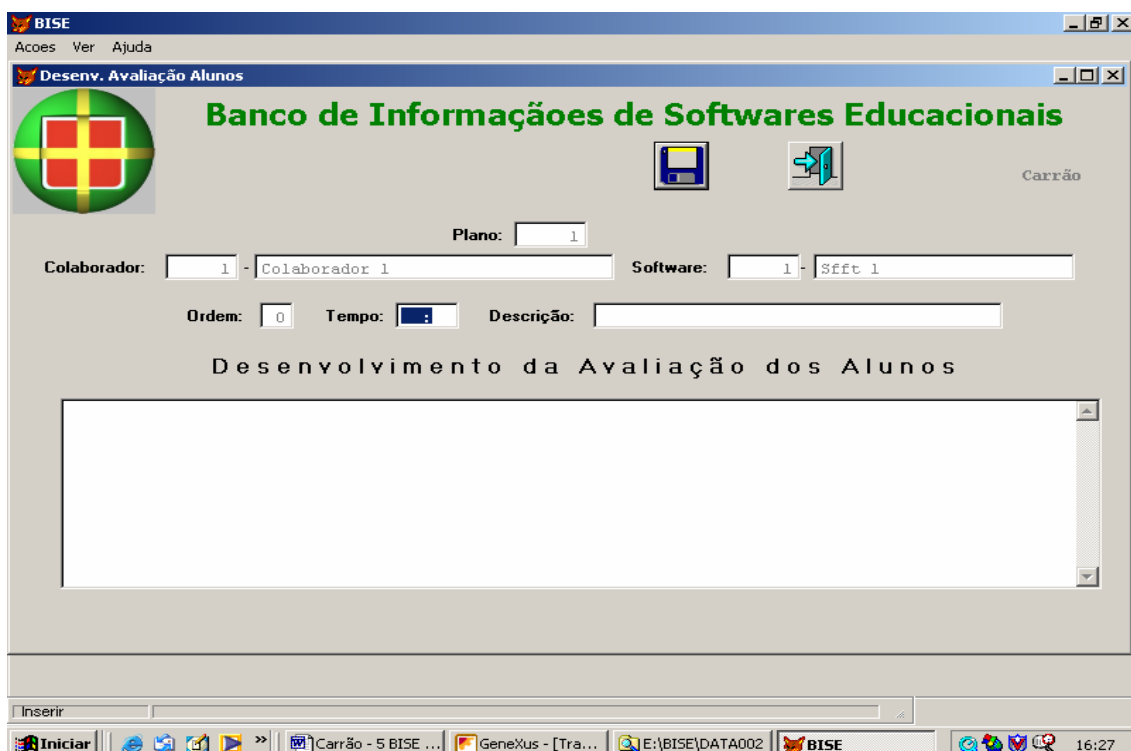 BISE
Acoes Ver Ajuda
Desenv. Avaliação Alunos
Banco de Informaçãoes de Softwares Educacionais
Carrão
Plano: 1
Colaborador: 1 - Colaborador 1 Software: 1 - Sfft 1
Ordem: 0 Tempo: : Descrição:
Desenvolvimento da Avaliação dos Alunos
Inserir
Iniciar » Carrão - 5 BISE ... GeneXus - [Tra... E:\BISE\DATA002 BISE 16:27